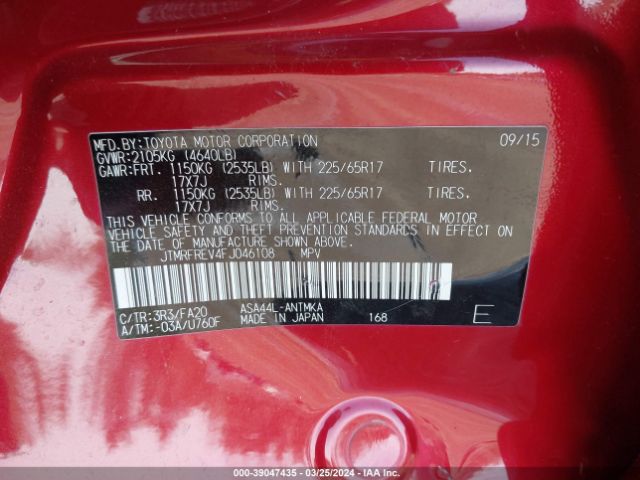 MFD.BY:TOYOTA MOTOR CORPORATION 09/15
GVWR:2105KG (4640LB)
GAWR:FRT. 1150KG (2535LB) WITH 225/65R17 TIRES.
17X7J RIMS.
RR. 1150KG (2535LB) WITH 225/65R17 TIRES.
17X7J RIMS.
THIS VEHICLE CONFORMS TO ALL APPLICABLE FEDERAL MOTOR
VEHICLE SAFETY AND THEFT PREVENTION STANDARDS IN EFFECT
ON THE DATE OF MANUFACTURE SHOWN ABOVE.
JTMRFREV4FJ046108 MPV
C/TR:3R3/FA20 ASA44L-ANTMKA
A/TM:-03A/U760F MADE IN JAPAN 168 E
000-39047435 - 03/25/2024 - IAA Inc.